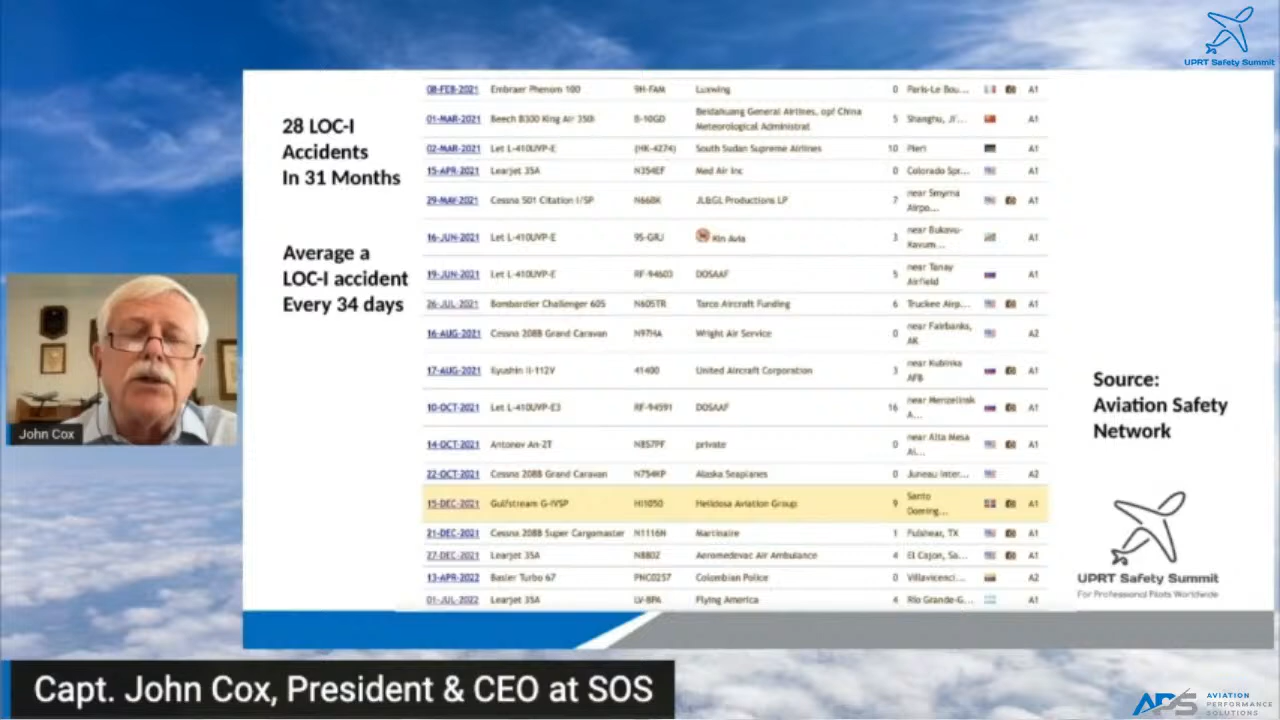 UPRT Safety Summit
28 LOC-I
Accidents
In 31 Months
Average a
LOC-I accident
Every 34 days
08-FEB-2021 Embraer Phenom 100 9H-FAM Luxwing 0 Paris-Le Bou... A1
01-MAR-2021 Beech B300 King Air 350i B-10GD Beidahuang General Airlines, opf China Meteorological Administrat 5 A1
02-MAR-2021 Let L-410UVP-E (HK-4274) South Sudan Supreme Airlines 10 Pieri A1
15-APR-2021 Learjet 35A N354EF Med Air Inc 0 Colorado Spr... A1
29-MAY-2021 Cessna 501 Citation I/SP N66BK JL&GL Productions LP 7 near Smyrna Airpo... A1
16-JUN-2021 Let L-410UVP-E 9S-GRJ Kin Avia 3 near Bukavu-Kavum... A1
19-JUN-2021 Let L-410UVP-E RF-94603 DOSAAF 5 near Tanay Airfield A1
26-JUL-2021 Bombardier Challenger 605 N605TR Tarco Aircraft Funding 6 Truckee Airp... A1
16-AUG-2021 Cessna 208B Grand Caravan N97HA Wright Air Service 0 near Fairbanks, AK A2
17-AUG-2021 Ilyushin Il-112V 41400 United Aircraft Corporation 3 near Kubinka AFB A1
10-OCT-2021 Let L-410UVP-E3 RF-94591 DOSAAF 16 near Menzelinsk A... A1
14-OCT-2021 Antonov An-2T N857PF private 0 near Alta Mesa Ai... A1
22-OCT-2021 Cessna 208B Grand Caravan N754KP Alaska Seaplanes 0 Juneau Inter... A2
15-DEC-2021 Gulfstream G-IVSP HI1050 Helidosa Aviation Group 9 Santo Doming... A1
21-DEC-2021 Cessna 208B Super Cargomaster N1116N Martinaire 1 Fulshear, TX A1
27-DEC-2021 Learjet 35A N880Z Aeromedevac Air Ambulance 4 El Cajon, Sa... A1
13-APR-2022 Basler Turbo 67 PNC0257 Colombian Police 0 Villavicenci... A2
01-JUL-2022 Learjet 35A LV-BPA Flying America 4 Rio Grande-G... A1
Source:
Aviation Safety
Network
UPRT Safety Summit
For Professional Pilots Worldwide
John Cox
Capt. John Cox, President & CEO at SOS
APS AVIATION
PERFORMANCE
SOLUTIONS